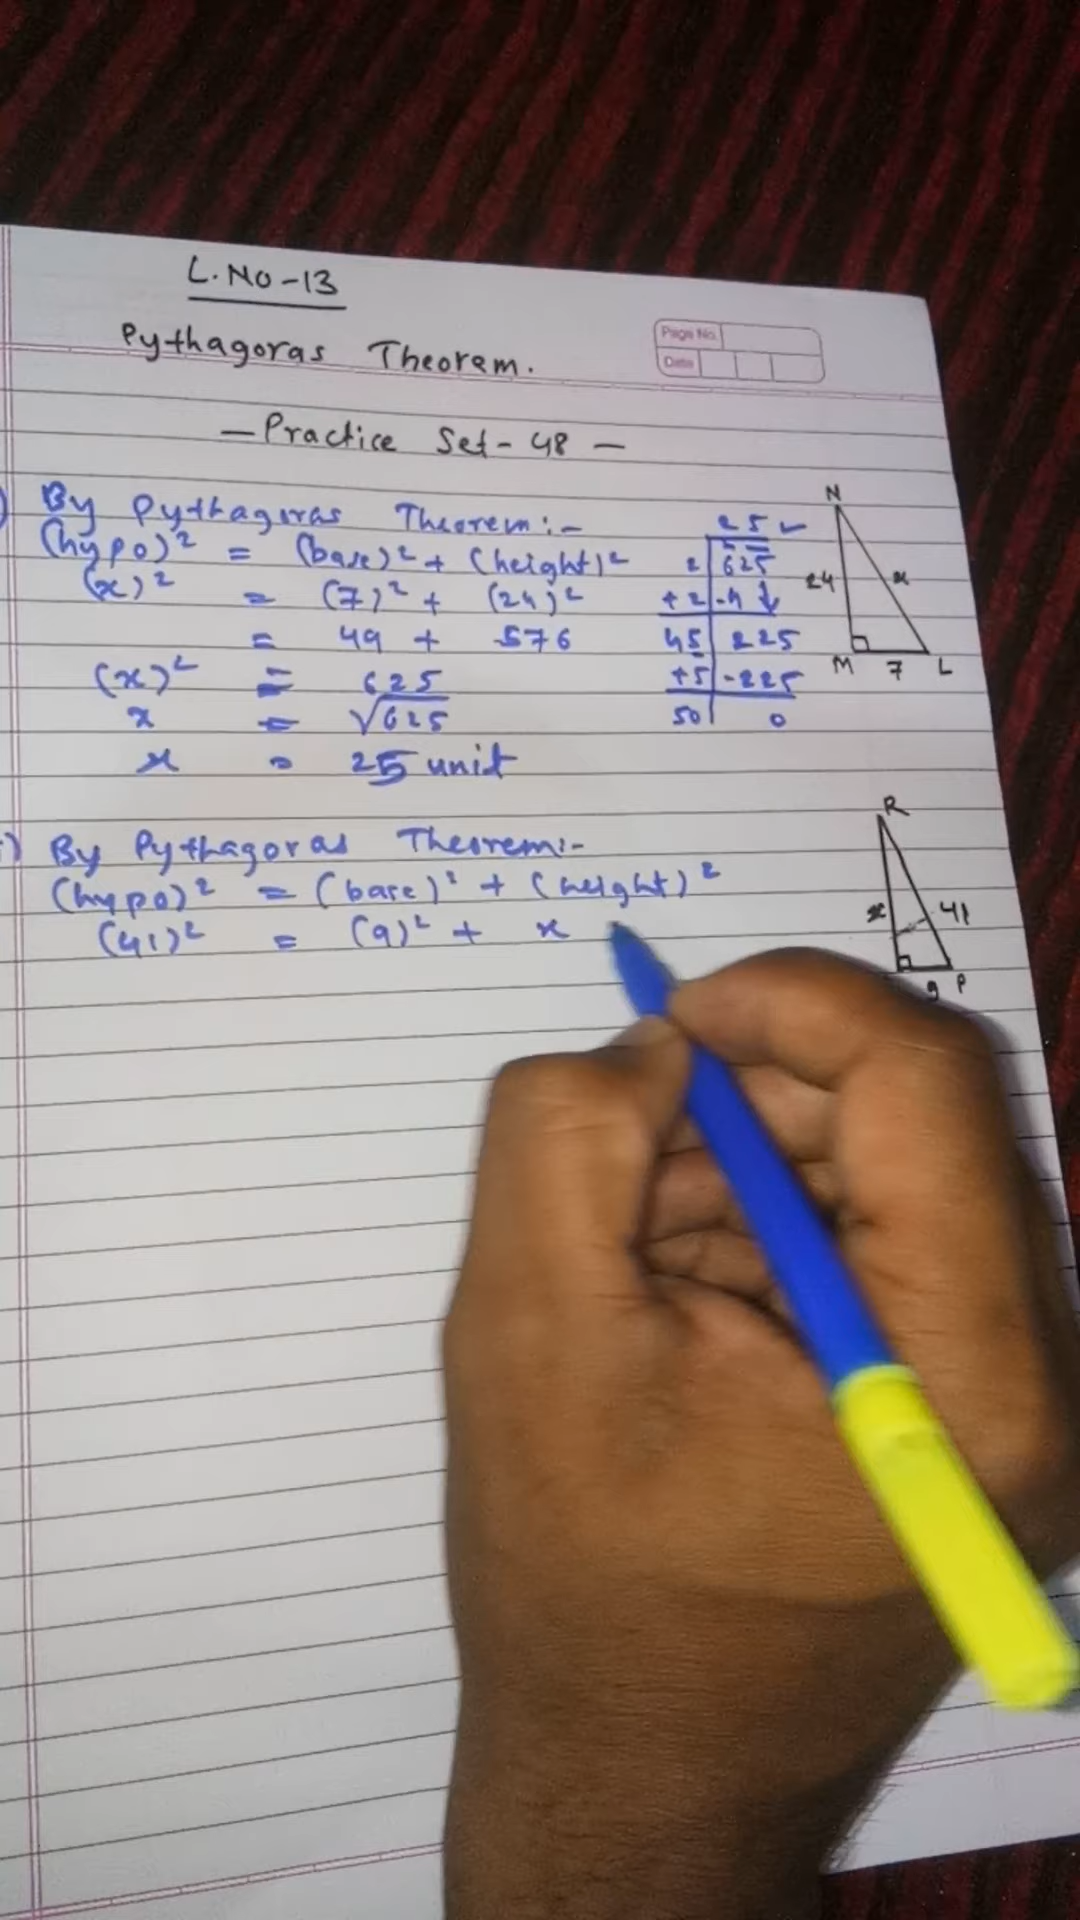 L. No - 13
Pythagoras Theorem.
Page No.
Date
- Practice Set - 48 -
) By Pythagoras Theorem :-
(hypo)² = (base)² + (height)²
(x)² = (7)² + (24)²
= 49 + 576
(x)² = 625
x = √625
x = 25 unit
25 ✓
2 625
+2 -4 ↓
45 225
+5 -225
50 0
N
24 x
M 7 L
i) By Pythagoras Theorem:-
(hypo)² = (base)² + (height)²
(41)² = (9)² + x
R
x 41
9 P